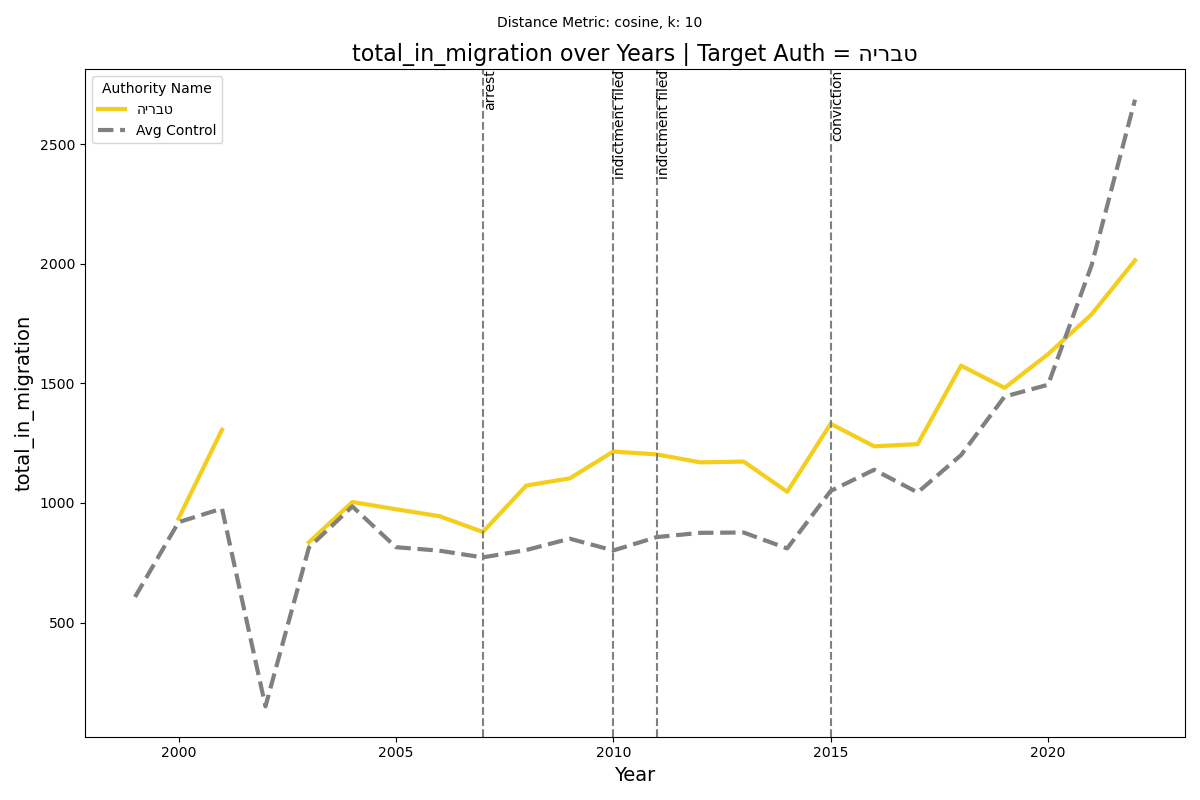 Distance Metric: cosine, k: 10
total_in_migration over Years | Target Auth = טבריה
Authority Name
טבריה
Avg Control
arrest
indictment filed
indictment filed
conviction
2500
2000
1500
1000
500
total_in_migration
2000
2005
2010
2015
2020
Year